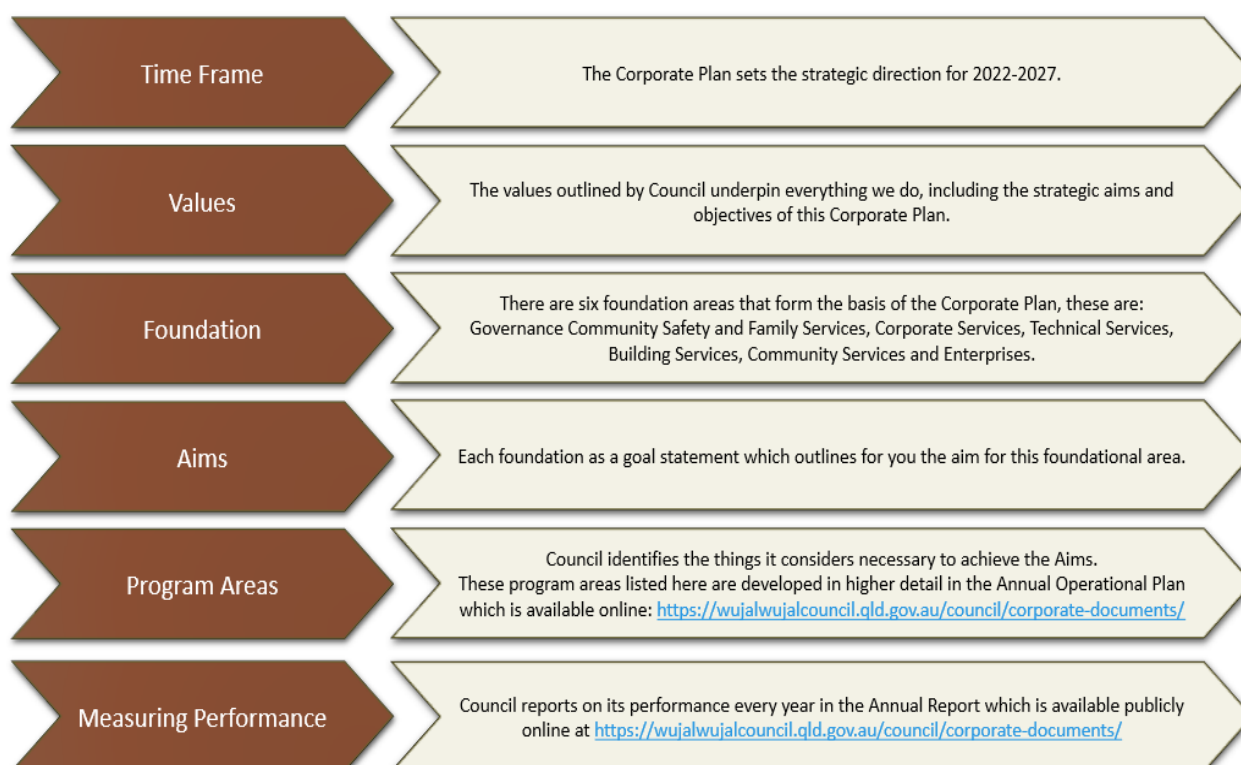 Time Frame
The Corporate Plan sets the strategic direction for 2022-2027.
Values
The values outlined by Council underpin everything we do, including the strategic aims and
objectives of this Corporate Plan.
Foundation
There are six foundation areas that form the basis of the Corporate Plan, these are:
Governance Community Safety and Family Services, Corporate Services, Technical Services,
Building Services, Community Services and Enterprises.
Aims
Each foundation as a goal statement which outlines for you the aim for this foundational area.
Program Areas
Council identifies the things it considers necessary to achieve the Aims.
These program areas listed here are developed in higher detail in the Annual Operational Plan
which is available online: https://wujalwujalcouncil.qld.gov.au/council/corporate-documents/
Measuring Performance
Council reports on its performance every year in the Annual Report which is available publicly
online at https://wujalwujalcouncil.qld.gov.au/council/corporate-documents/